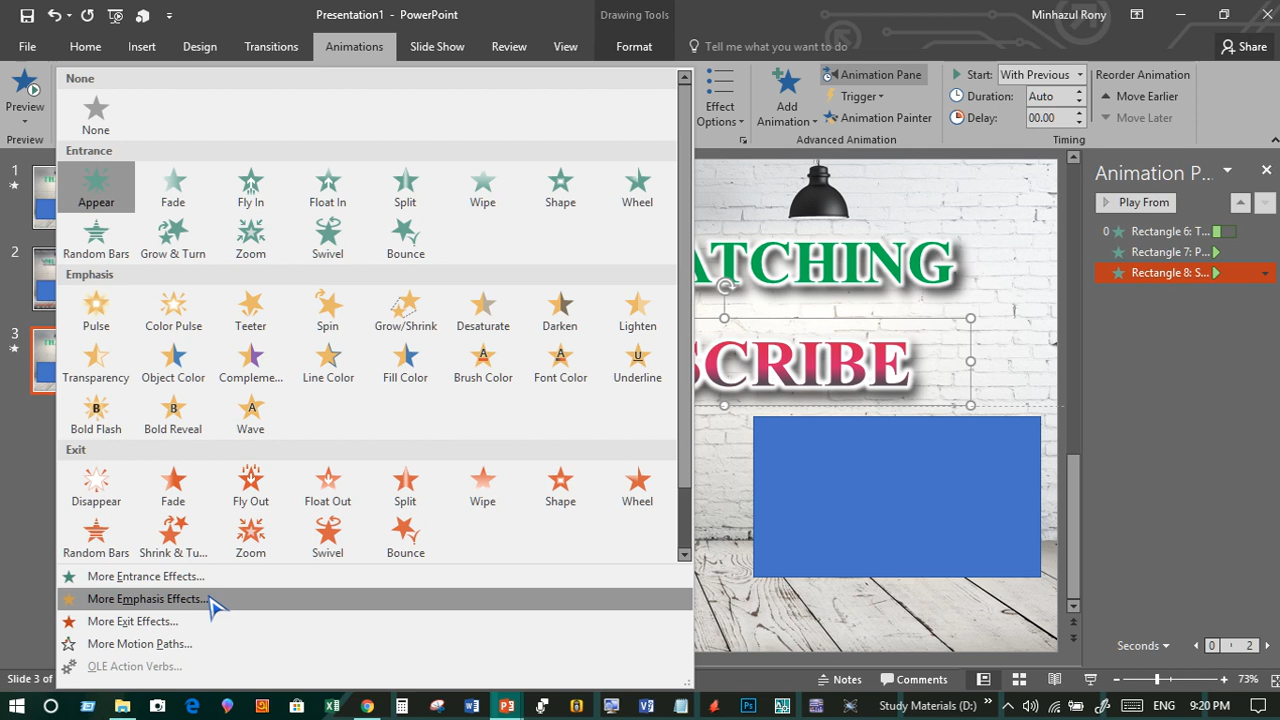 Presentation1 - PowerPoint
Drawing Tools
Minhazul Rony
File Home Insert Design Transitions Animations Slide Show Review View Format Tell me what you want to do Share
Preview
Preview
None
None
Entrance
Appear Fade Fly In Float In Split Wipe Shape Wheel
Random Bars Grow & Turn Zoom Swivel Bounce
Emphasis
Pulse Color Pulse Teeter Spin Grow/Shrink Desaturate Darken Lighten
Transparency Object Color Compleme... Line Color Fill Color Brush Color Font Color Underline
Bold Flash Bold Reveal Wave
Exit
Disappear Fade Fly Out Float Out Split Wipe Shape Wheel
Random Bars Shrink & Tu... Zoom Swivel Bounce
More Entrance Effects...
More Emphasis Effects...
More Exit Effects...
More Motion Paths...
OLE Action Verbs...
Effect
Options
Add
Animation
Animation Pane
Trigger
Animation Painter
Advanced Animation
Start: With Previous
Duration: Auto
Delay: 00.00
Timing
Reorder Animation
Move Earlier
Move Later
1
2
3
ATCHING
SCRIBE
Animation P...
Play From
0 Rectangle 6: T...
Rectangle 7: P...
Rectangle 8: S...
Seconds 0 2
Slide 3 of
Notes Comments 73%
Study Materials (D:) 9:20 PM